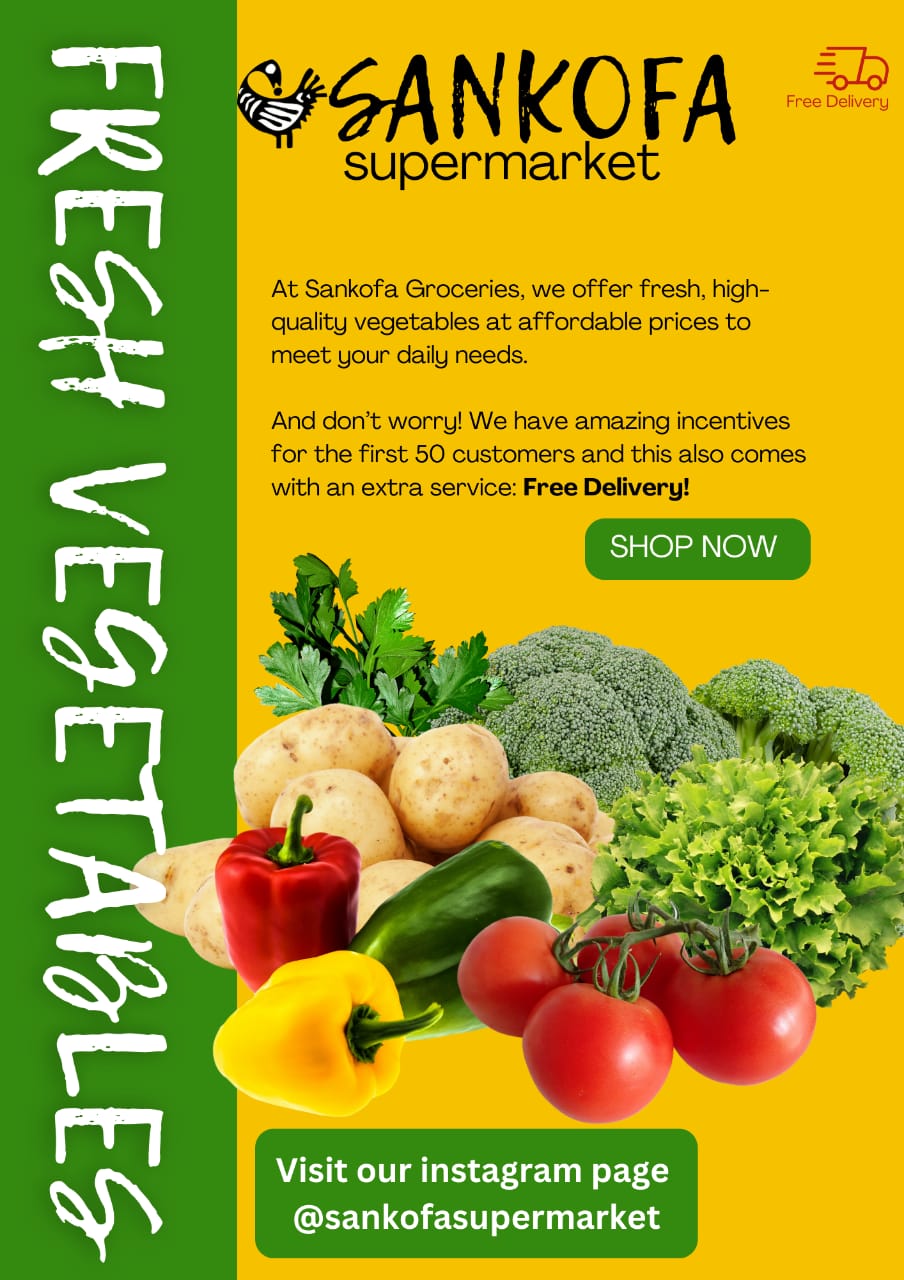 FRESH VEGETABLES
SANKOFA
supermarket
Free Delivery
At Sankofa Groceries, we offer fresh, high-
quality vegetables at affordable prices to
meet your daily needs.
And don't worry! We have amazing incentives
for the first 50 customers and this also comes
with an extra service: Free Delivery!
SHOP NOW
Visit our instagram page
@sankofasupermarket